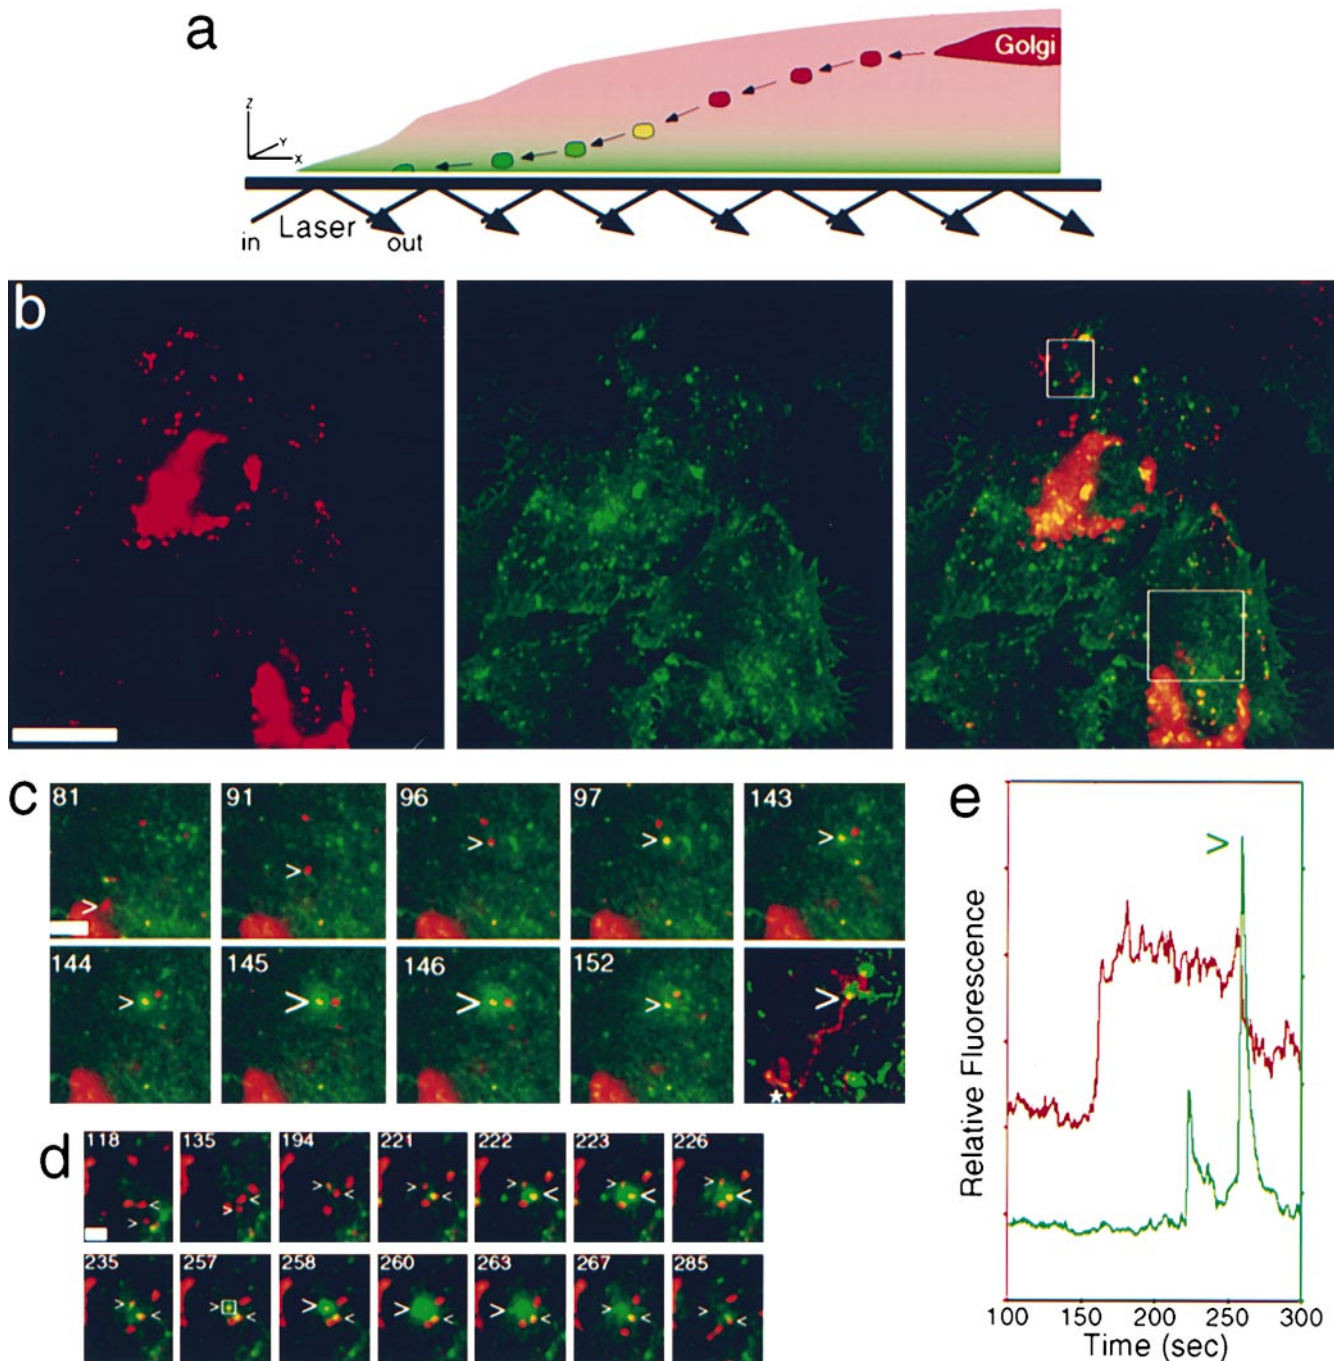 a
Golgi
Z
Y
X
in
Laser
out
b
c
81
91
96
97
143
>
>
>
>
>
144
145
146
152
>
>
>
>
>
d
118
135
194
221
222
223
226
235
257
258
260
263
267
285
e
>
Relative Fluorescence
100
150
200
250
300
Time (sec)